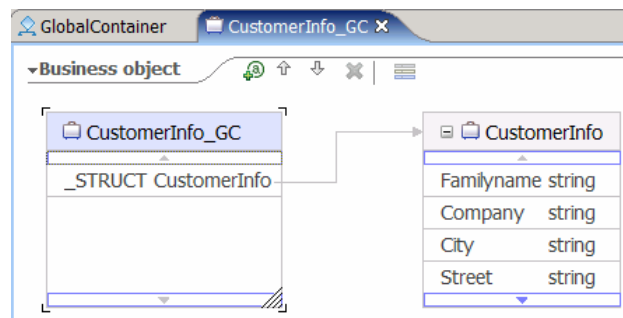 GlobalContainer CustomerInfo_GC
Business object
CustomerInfo_GC
_STRUCT CustomerInfo
CustomerInfo
Familyname string
Company string
City string
Street string